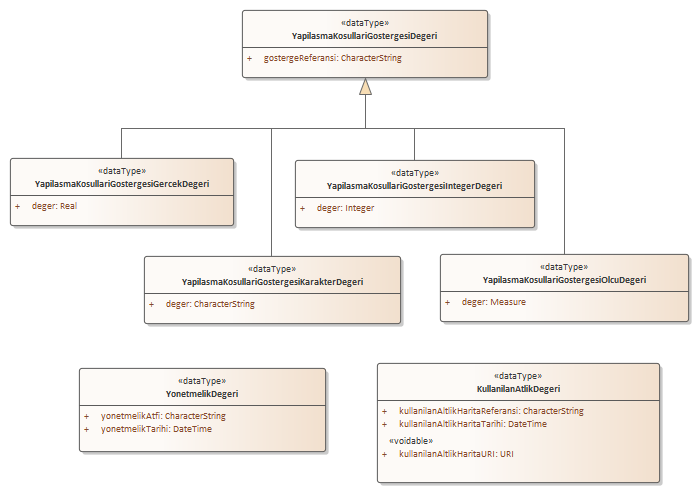 «dataType»
YapilasmaKosullariGostergesiDegeri
+ gostergeReferansi: CharacterString
«dataType»
YapilasmaKosullariGostergesiGercekDegeri
+ deger: Real
«dataType»
YapilasmaKosullariGostergesiIntegerDegeri
+ deger: Integer
«dataType»
YapilasmaKosullariGostergesiKarakterDegeri
+ deger: CharacterString
«dataType»
YapilasmaKosullariGostergesiOlcuDegeri
+ deger: Measure
«dataType»
YonetmelikDegeri
+ yonetmelikAtfi: CharacterString
+ yonetmelikTarihi: DateTime
«dataType»
KullanilanAtlikDegeri
+ kullanilanAltlikHaritaReferansi: CharacterString
+ kullanilanAltlikHaritaTarihi: DateTime
«voidable»
+ kullanilanAltlikHaritaURI: URI